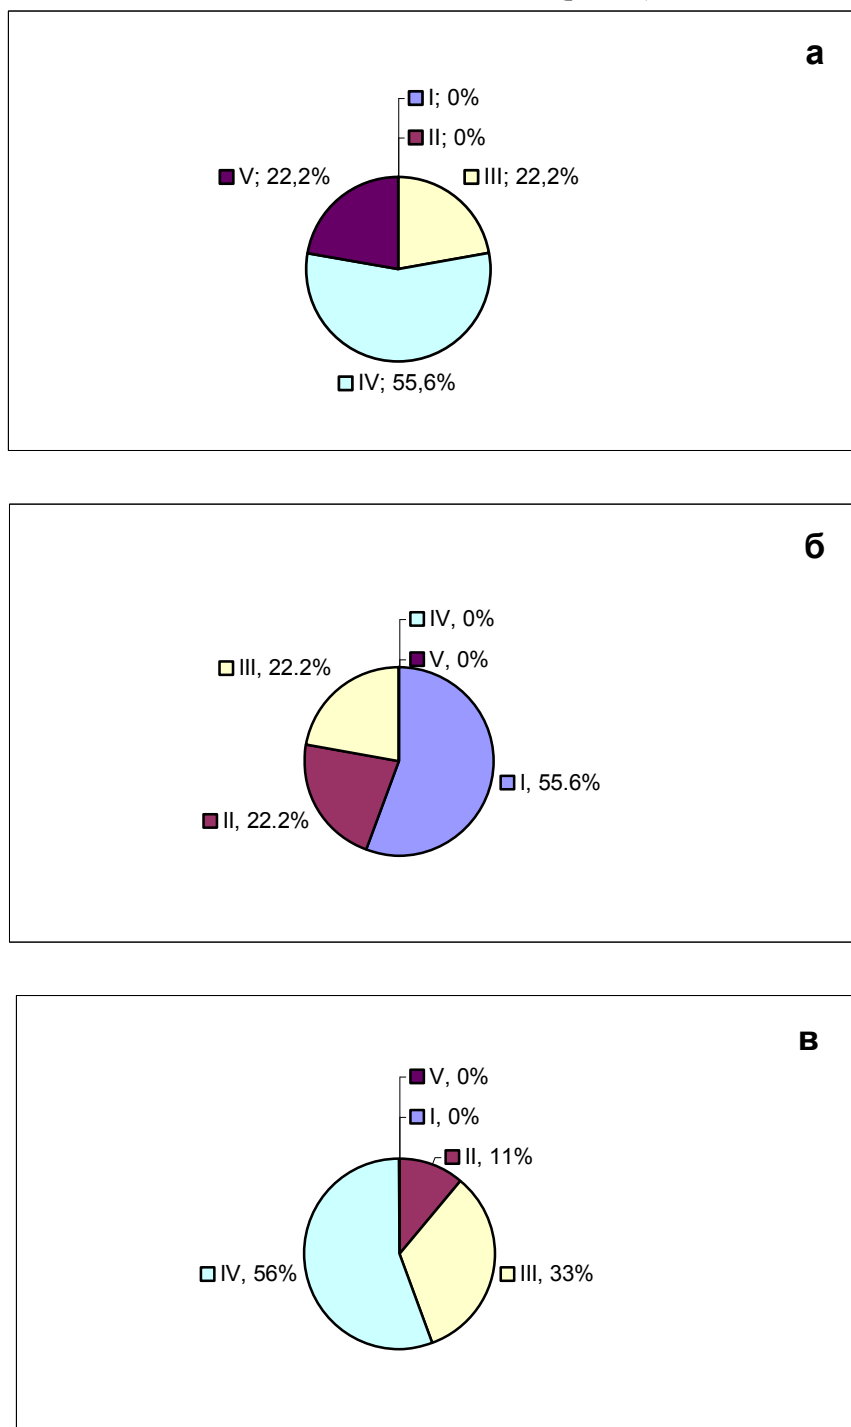 а
I; 0%
II; 0%
V; 22,2%
III; 22,2%
IV; 55,6%
б
IV, 0%
V, 0%
III, 22.2%
I, 55.6%
II, 22.2%
в
V, 0%
I, 0%
II, 11%
IV, 56%
III, 33%